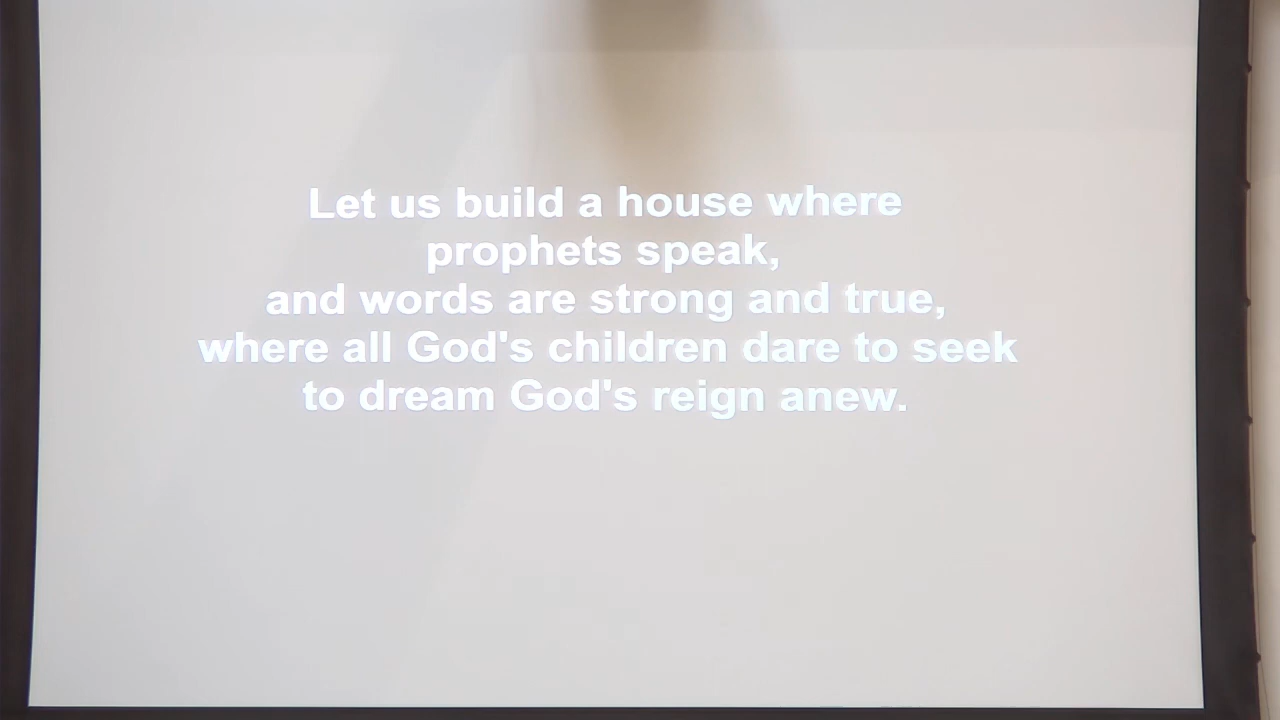 Let us build a house where
prophets speak,
and words are strong and true,
where all God's children dare to seek
to dream God's reign anew.